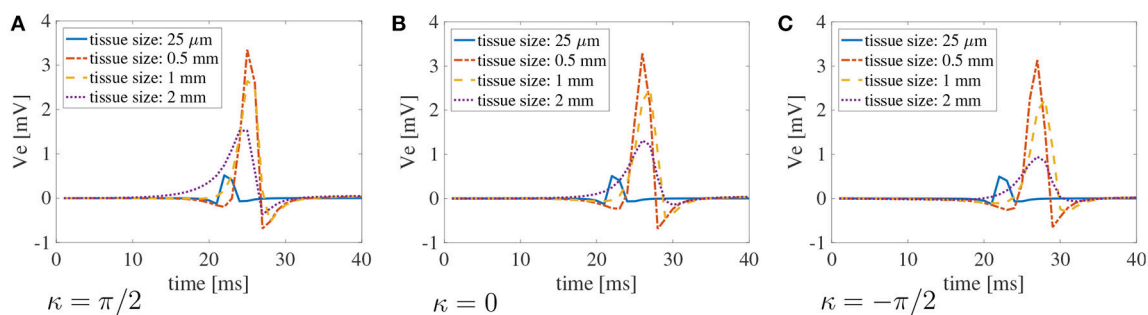 A
Ve [mV]
4
3
2
1
0
-1
tissue size: 25 μm
tissue size: 0.5 mm
tissue size: 1 mm
tissue size: 2 mm
0 10 20 30 40
time [ms]
κ = π/2
B
Ve [mV]
4
3
2
1
0
-1
tissue size: 25 μm
tissue size: 0.5 mm
tissue size: 1 mm
tissue size: 2 mm
0 10 20 30 40
time [ms]
κ = 0
C
Ve [mV]
4
3
2
1
0
-1
tissue size: 25 μm
tissue size: 0.5 mm
tissue size: 1 mm
tissue size: 2 mm
0 10 20 30 40
time [ms]
κ = −π/2